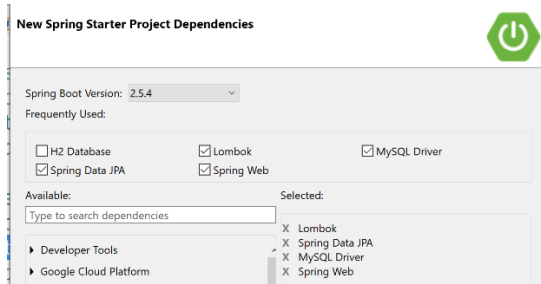 New Spring Starter Project Dependencies
Spring Boot Version: 2.5.4
Frequently Used:
H2 Database Lombok MySQL Driver
Spring Data JPA Spring Web
Available: Selected:
Type to search dependencies
X Lombok
X Spring Data JPA
X MySQL Driver
X Spring Web
Developer Tools
Google Cloud Platform